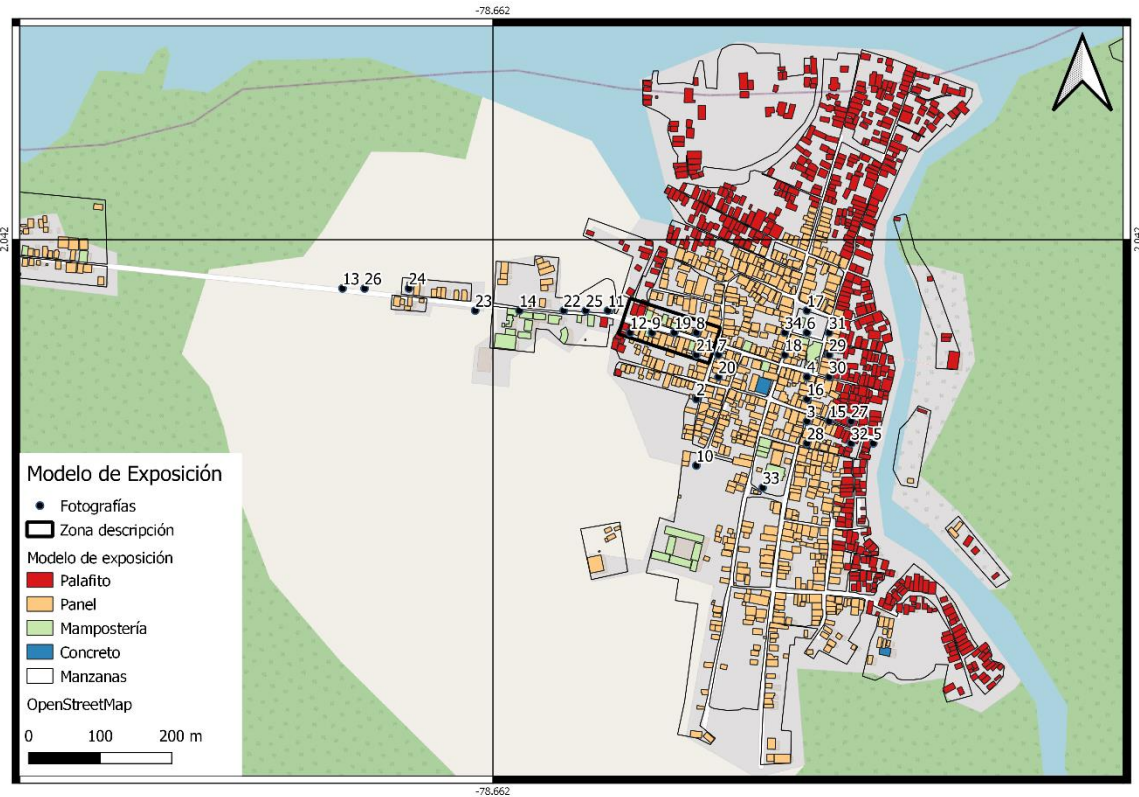 -78.662
2.042
2.042
13 26
24
23
14
22 25 11
12 9 19 8
21 7
20
2
10
17
34 6 31
18 29
4 30
16
3 15 27
28 32 5
33
Modelo de Exposición
Fotografías
Zona descripción
Modelo de exposición
Palafito
Panel
Mampostería
Concreto
Manzanas
OpenStreetMap
0 100 200 m
-78.662